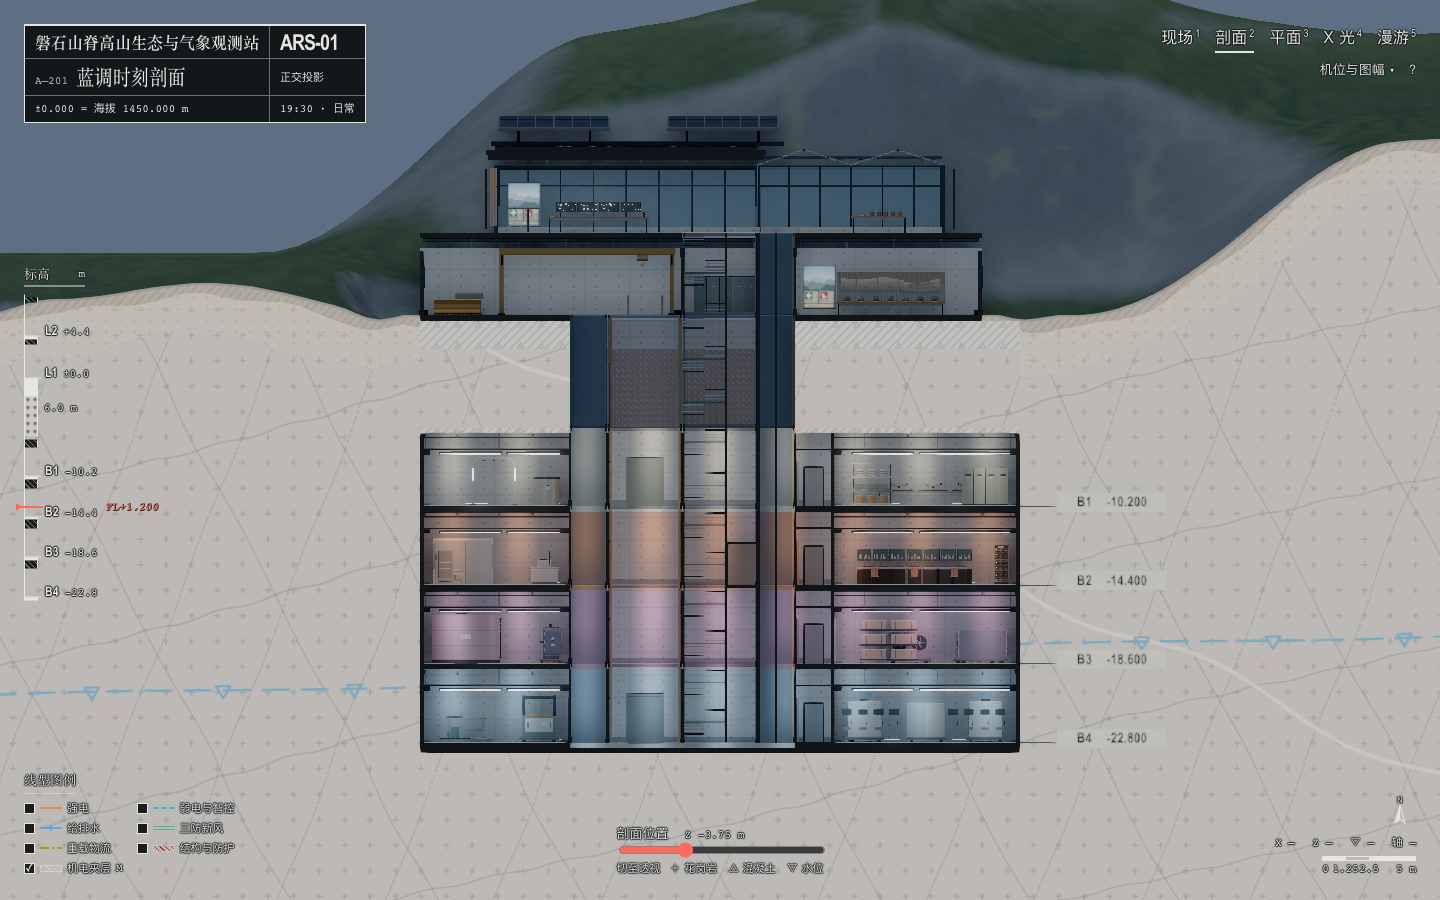 磐石山脊高山生态与气象观测站 ARS-01
A—201 蓝调时刻剖面 正交投影
±0.000 = 海拔 1450.000 m 19:30 · 日常
现场1 剖面2 平面3 X 光4 漫游5
机位与图幅 ▾ ?
标高 m
L2 +4.4
L1 ±0.0
6.0 m
B1 -10.2
B2 -14.4 FL+1.200
B3 -18.6
B4 -22.8
B1 -10.200
B2 -14.400
B3 -18.600
B4 -22.800
线型图例
强电 弱电与智控
给排水 三防新风
重载物流 结构与防护
机电夹层 M
剖面位置 Z -3.75 m
切至透视 + 花岗岩 △ 混凝土 ▽ 水位
N
X — Z — ▽ — 轴 —
0 1.25 2.5 5 m